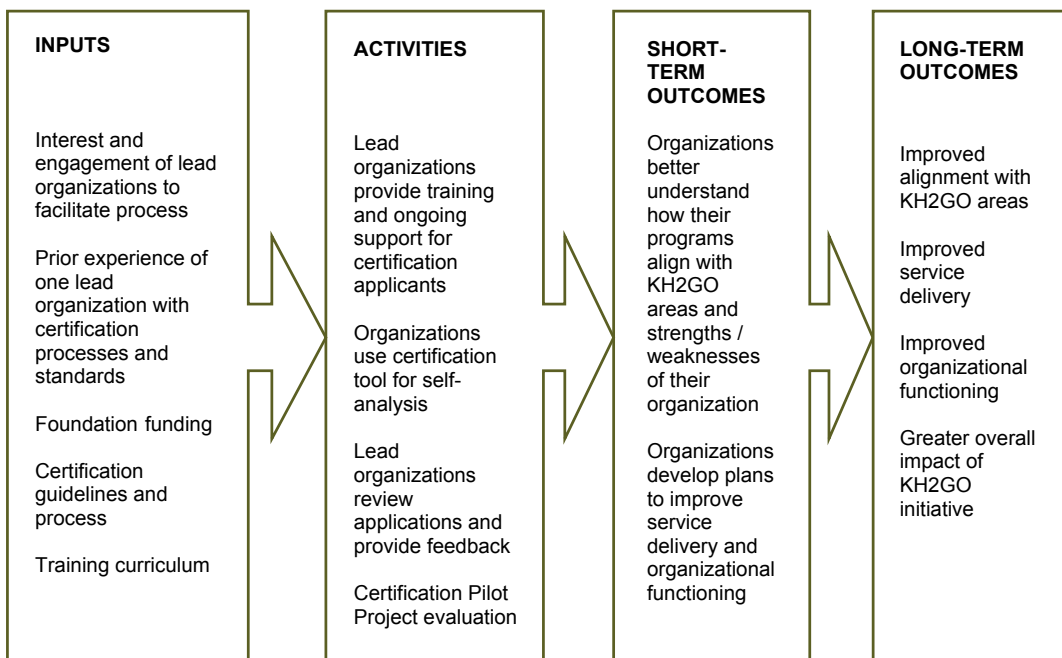 INPUTS
Interest and
engagement of lead
organizations to
facilitate process
Prior experience of
one lead
organization with
certification
processes and
standards
Foundation funding
Certification
guidelines and
process
Training curriculum
ACTIVITIES
Lead
organizations
provide training
and ongoing
support for
certification
applicants
Organizations
use certification
tool for self-
analysis
Lead
organizations
review
applications and
provide feedback
Certification Pilot
Project evaluation
SHORT-
TERM
OUTCOMES
Organizations
better
understand
how their
programs
align with
KH2GO
areas and
strengths /
weaknesses
of their
organization
Organizations
develop plans
to improve
service
delivery and
organizational
functioning
LONG-TERM
OUTCOMES
Improved
alignment with
KH2GO areas
Improved
service
delivery
Improved
organizational
functioning
Greater overall
impact of
KH2GO
initiative